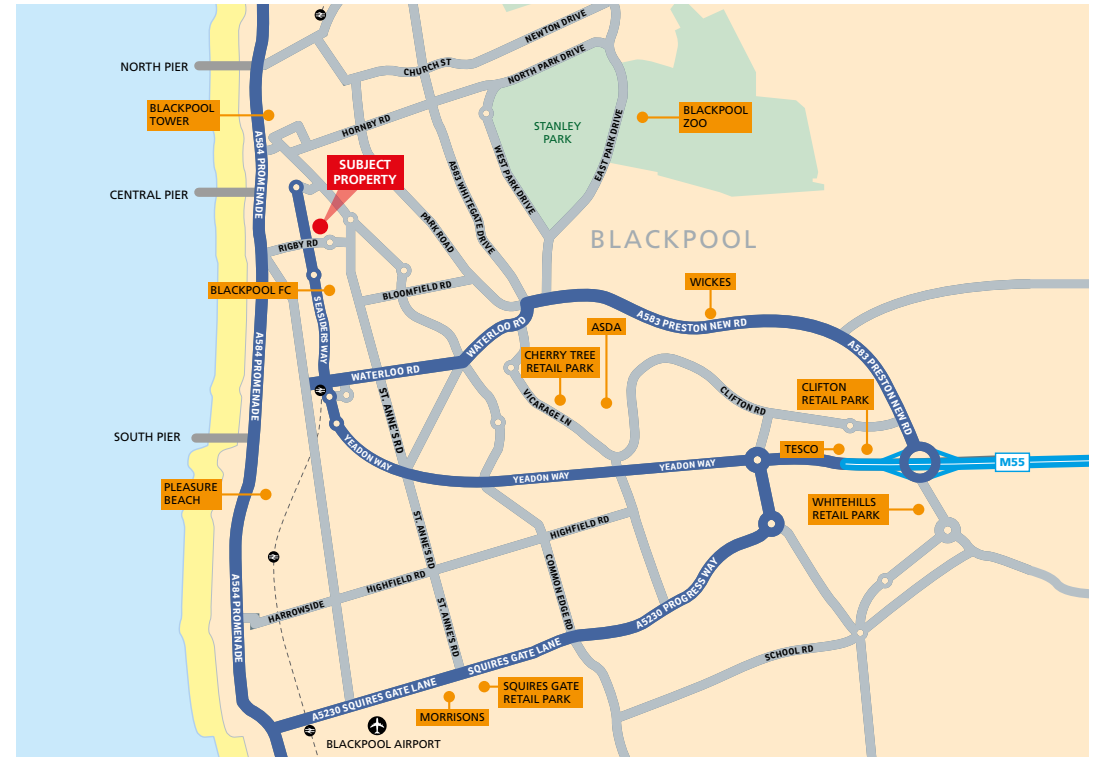 NEWTON DRIVE
CHURCH ST
NORTH PARK DRIVE
NORTH PIER
BLACKPOOL
TOWER
HORNBY RD
STANLEY
PARK
BLACKPOOL
ZOO
A584 PROMENADE
WEST PARK DRIVE
EAST PARK DRIVE
SUBJECT
PROPERTY
A583 WHITEGATE DRIVE
CENTRAL PIER
PARK ROAD
RIGBY RD
BLACKPOOL
BLACKPOOL FC
BLOOMFIELD RD
WICKES
SEASIDERS WAY
WATERLOO RD
ASDA
A583 PRESTON NEW RD
A583 PRESTON NEW RD
A584 PROMENADE
WATERLOO RD
CHERRY TREE
RETAIL PARK
CLIFTON
RETAIL PARK
VICARAGE LN
CLIFTON RD
ST. ANNE'S RD
SOUTH PIER
YEADON WAY
YEADON WAY
YEADON WAY
TESCO
M55
PLEASURE
BEACH
WHITEHILLS
RETAIL PARK
ST. ANNE'S RD
HIGHFIELD RD
HIGHFIELD RD
COMMON EDGE RD
A584 PROMENADE
HARROWSIDE
ST. ANNE'S RD
A5230 PROGRESS WAY
SCHOOL RD
SQUIRES GATE LANE
A5230 SQUIRES GATE LANE
SQUIRES GATE
RETAIL PARK
MORRISONS
BLACKPOOL AIRPORT